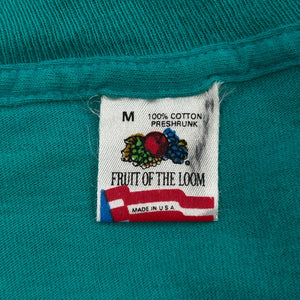 M 100% COTTON
PRESHRUNK
FRUIT OF THE LOOM
®
MADE IN U.S.A.